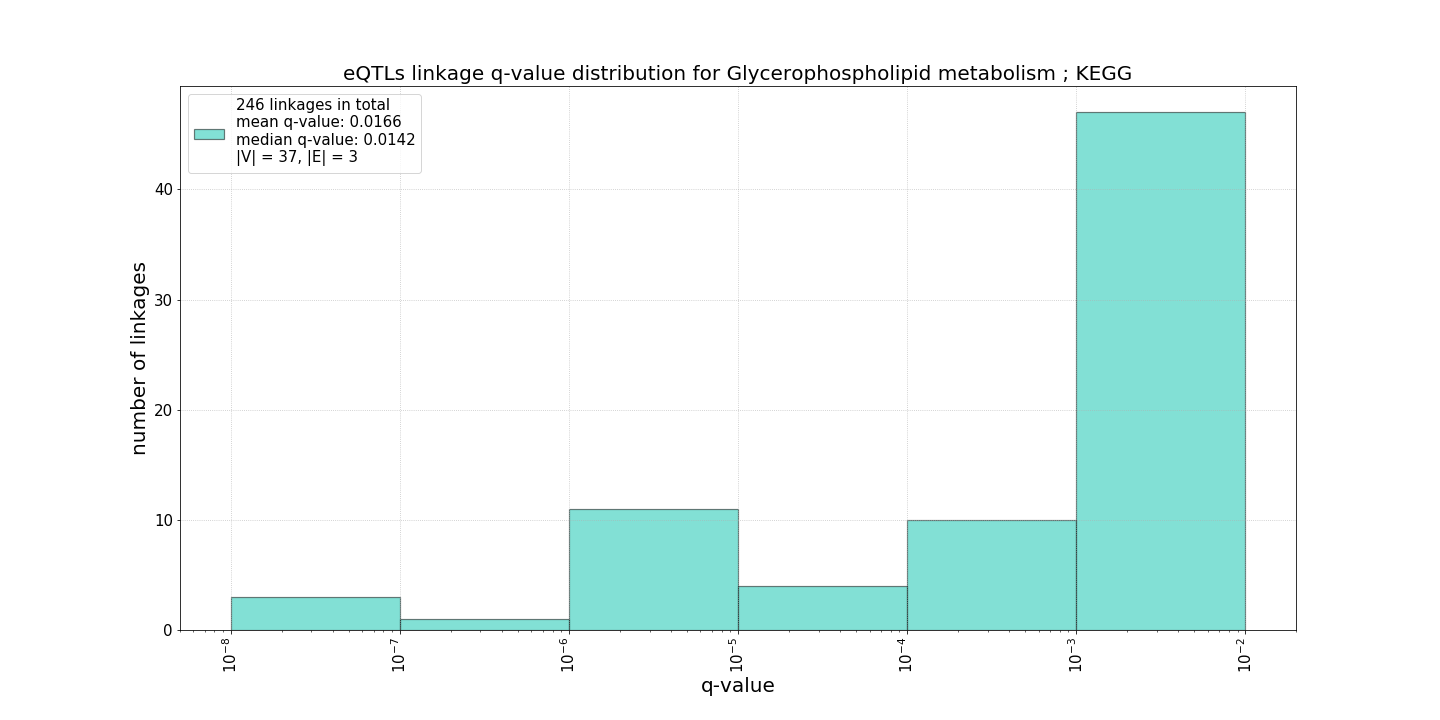 eQTLs linkage q-value distribution for Glycerophospholipid metabolism ; KEGG
246 linkages in total
mean q-value: 0.0166
median q-value: 0.0142
|V| = 37, |E| = 3
number of linkages
40
30
20
10
0
10⁻⁸
10⁻⁷
10⁻⁶
10⁻⁵
10⁻⁴
10⁻³
10⁻²
q-value